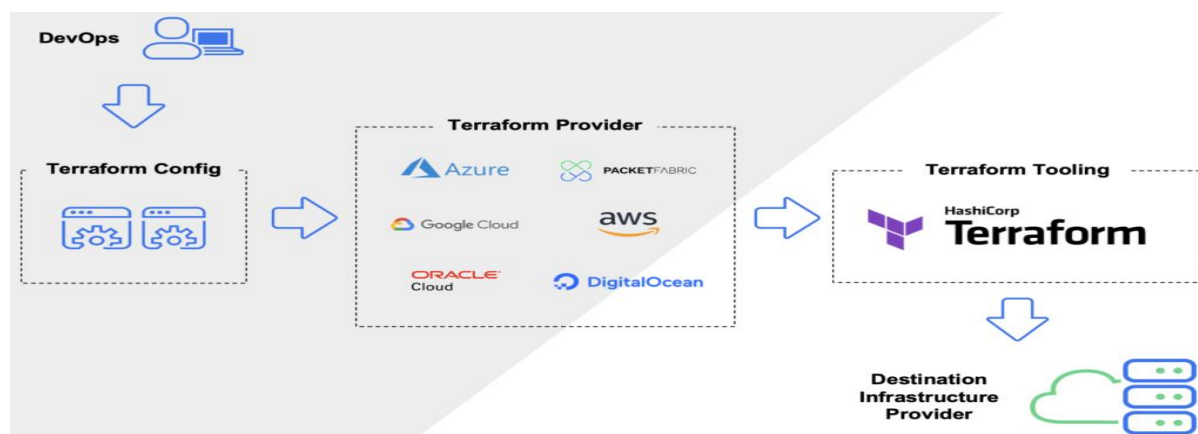 DevOps
Terraform Config
Terraform Provider
Azure
PACKETFABRIC
Google Cloud
aws
ORACLE
Cloud
DigitalOcean
Terraform Tooling
HashiCorp
Terraform
Destination
Infrastructure
Provider